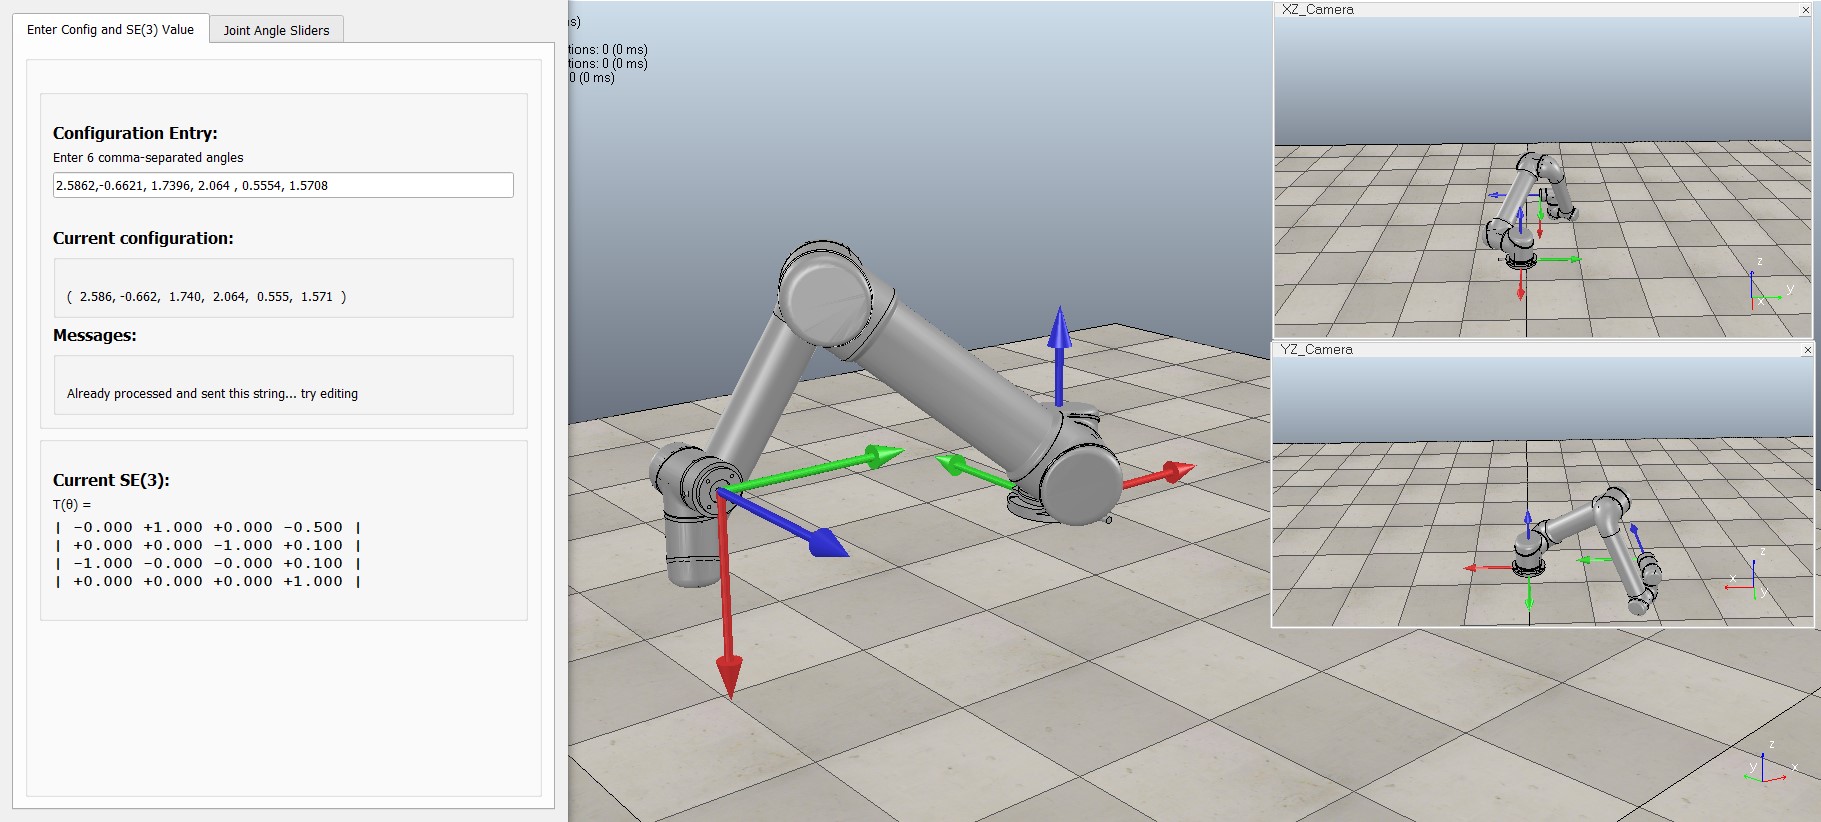 Enter Config and SE(3) Value
Joint Angle Sliders
Configuration Entry:
Enter 6 comma-separated angles
2.5862,-0.6621, 1.7396, 2.064 , 0.5554, 1.5708
Current configuration:
( 2.586, -0.662, 1.740, 2.064, 0.555, 1.571 )
Messages:
Already processed and sent this string... try editing
Current SE(3):
T(θ) =
| -0.000 +1.000 +0.000 -0.500 |
| +0.000 +0.000 -1.000 +0.100 |
| -1.000 -0.000 -0.000 +0.100 |
| +0.000 +0.000 +0.000 +1.000 |
s)
tions: 0 (0 ms)
tions: 0 (0 ms)
0 (0 ms)
XZ_Camera
z
y
x
YZ_Camera
z
x
y
z
y
x